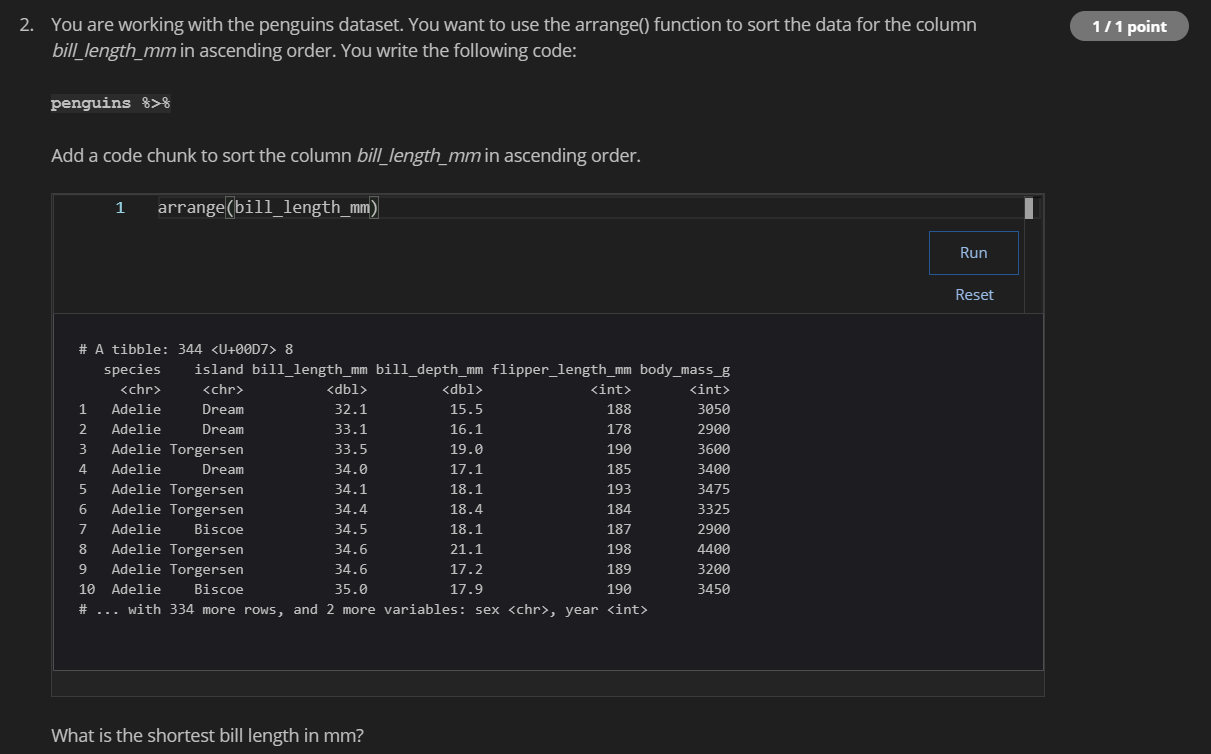 2. You are working with the penguins dataset. You want to use the arrange() function to sort the data for the column
1 / 1 point
bill_length_mm in ascending order. You write the following code:
penguins %>%
Add a code chunk to sort the column bill_length_mm in ascending order.
1 arrange(bill_length_mm)
Run
Reset
# A tibble: 344 <U+00D7> 8
species island bill_length_mm bill_depth_mm flipper_length_mm body_mass_g
<chr> <chr> <dbl> <dbl> <int> <int>
1 Adelie Dream 32.1 15.5 188 3050
2 Adelie Dream 33.1 16.1 178 2900
3 Adelie Torgersen 33.5 19.0 190 3600
4 Adelie Dream 34.0 17.1 185 3400
5 Adelie Torgersen 34.1 18.1 193 3475
6 Adelie Torgersen 34.4 18.4 184 3325
7 Adelie Biscoe 34.5 18.1 187 2900
8 Adelie Torgersen 34.6 21.1 198 4400
9 Adelie Torgersen 34.6 17.2 189 3200
10 Adelie Biscoe 35.0 17.9 190 3450
# ... with 334 more rows, and 2 more variables: sex <chr>, year <int>
What is the shortest bill length in mm?